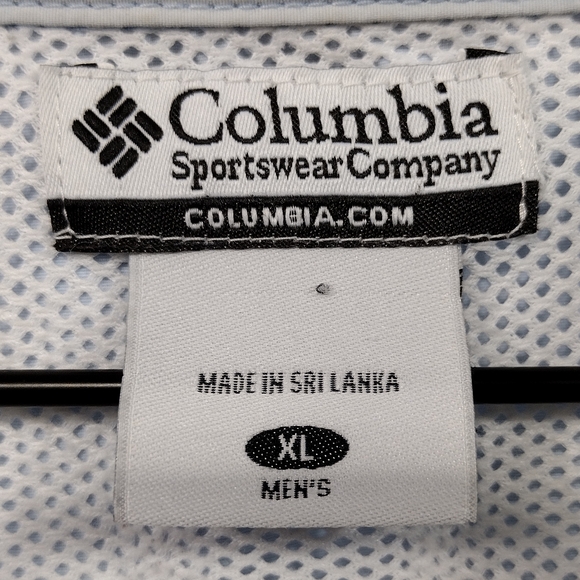 Columbia
Sportswear Company
COLUMBIA.COM
MADE IN SRI LANKA
XL
MEN'S